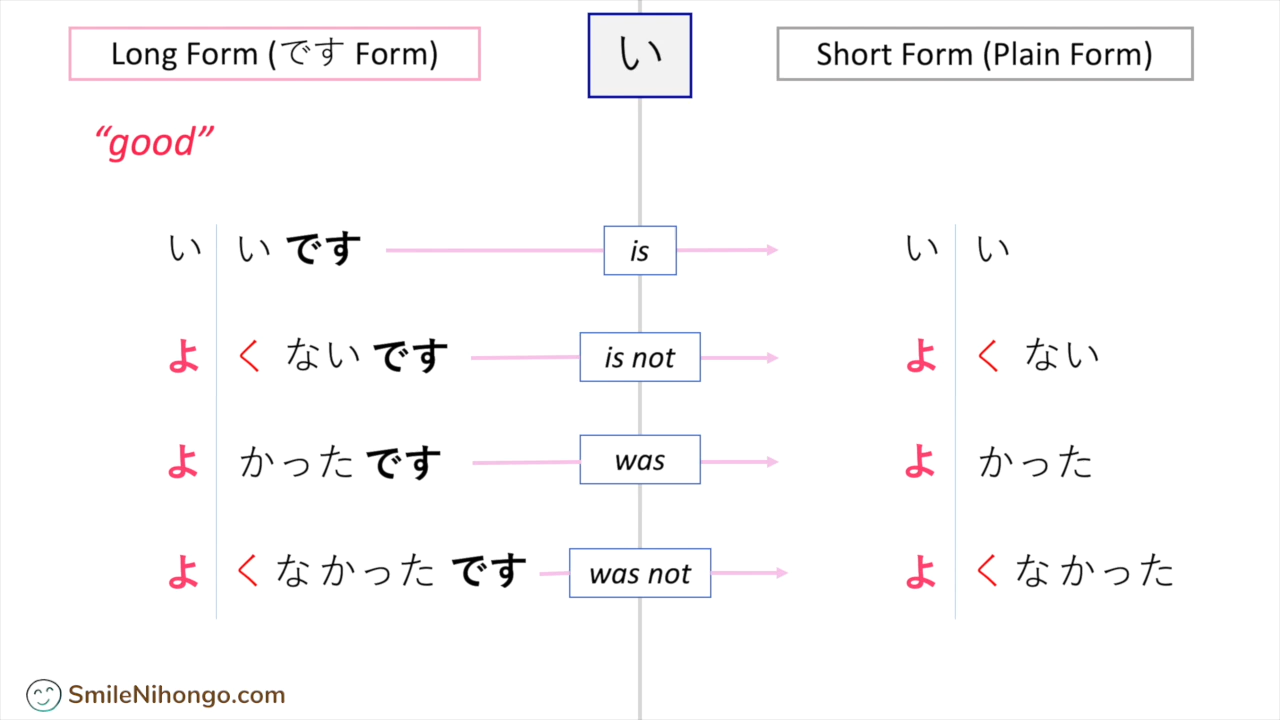 Long Form (です Form)
い
Short Form (Plain Form)
“good”
い い です
is
い い
よ く ない です
is not
よ く ない
よ かった です
was
よ かった
よ く な かった です
was not
よ く な かった
SmileNihongo.com